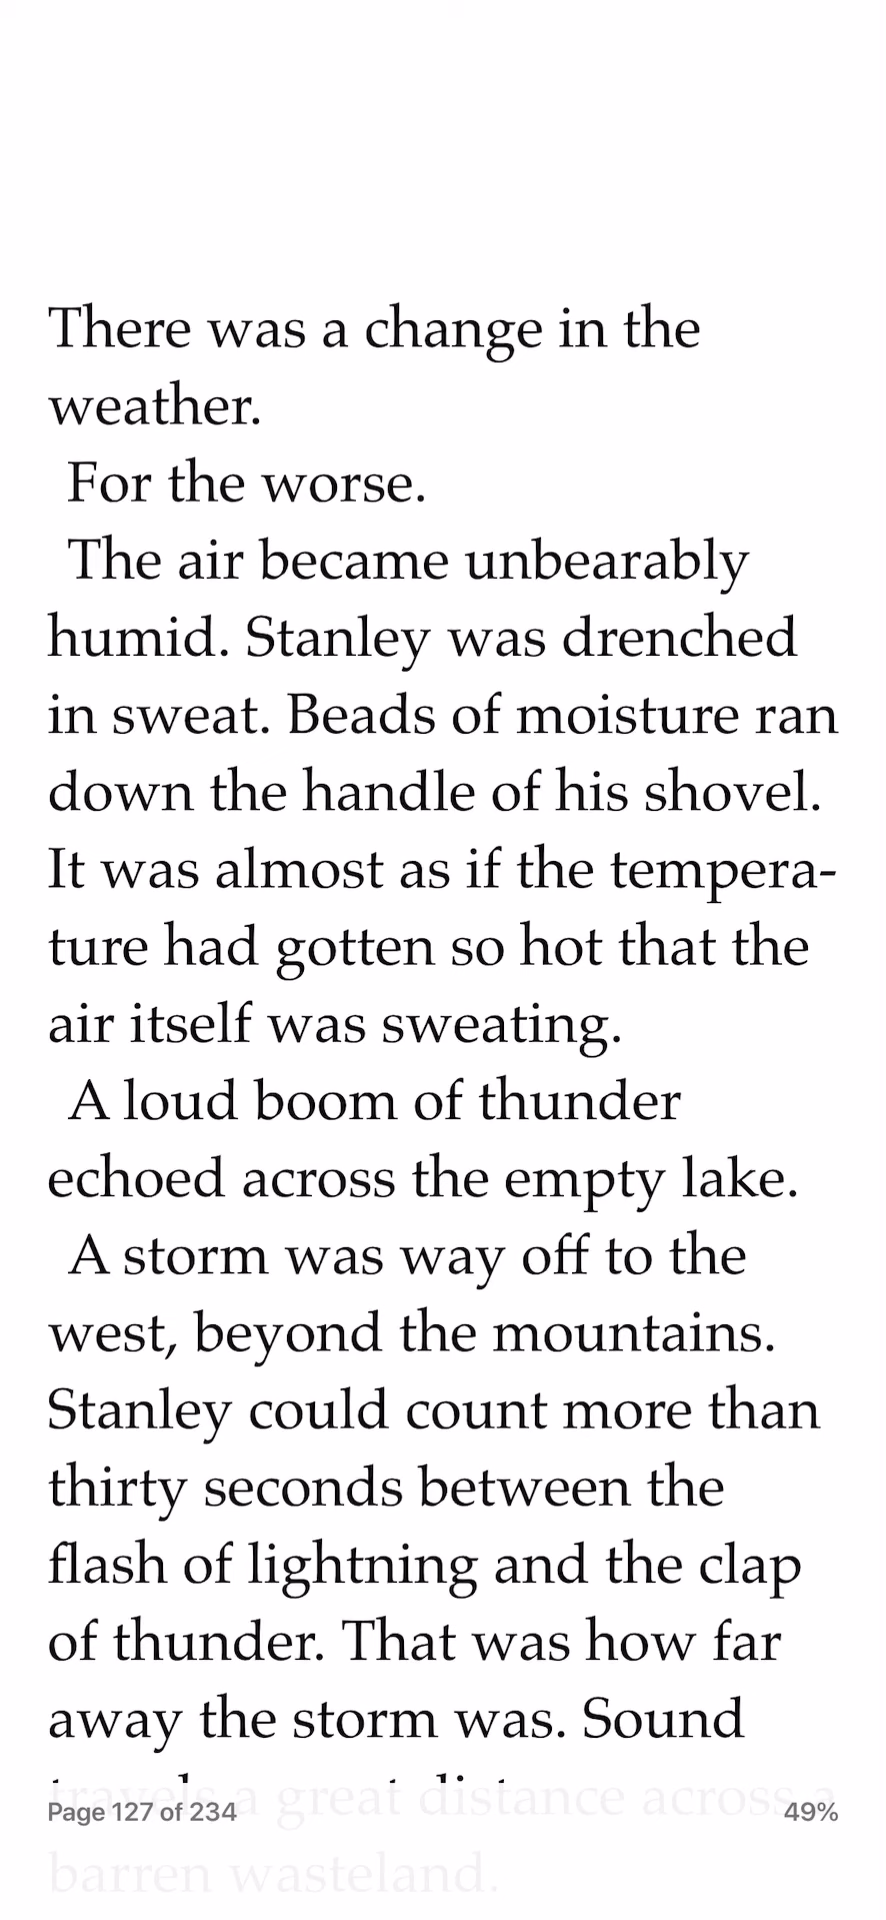 There was a change in the
weather.
For the worse.
The air became unbearably
humid. Stanley was drenched
in sweat. Beads of moisture ran
down the handle of his shovel.
It was almost as if the tempera-
ture had gotten so hot that the
air itself was sweating.
A loud boom of thunder
echoed across the empty lake.
A storm was way off to the
west, beyond the mountains.
Stanley could count more than
thirty seconds between the
flash of lightning and the clap
of thunder. That was how far
away the storm was. Sound
travels a great distance across a
Page 127 of 234 49%
barren wasteland.